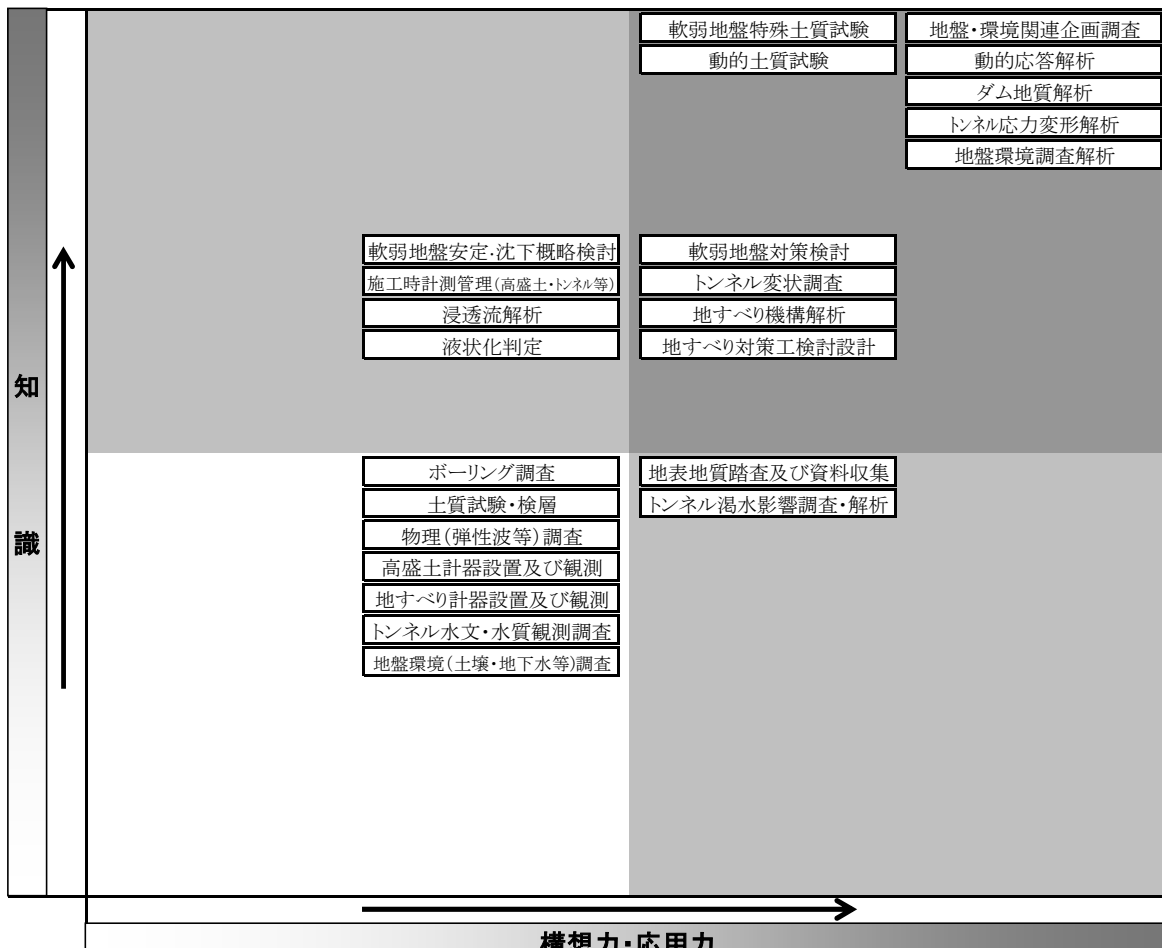 軟弱地盤特殊土質試験
地盤・環境関連企画調査
動的土質試験
動的応答解析
ダム地質解析
トンネル応力変形解析
地盤環境調査解析
軟弱地盤安定・沈下概略検討
軟弱地盤対策検討
施工時計測管理(高盛土・トンネル等)
トンネル変状調査
浸透流解析
地すべり機構解析
液状化判定
地すべり対策工検討設計
知
識
ボーリング調査
地表地質踏査及び資料収集
土質試験・検層
トンネル渇水影響調査・解析
物理(弾性波等)調査
高盛土計器設置及び観測
地すべり計器設置及び観測
トンネル水文・水質観測調査
地盤環境(土壌・地下水等)調査
構想力・応用力